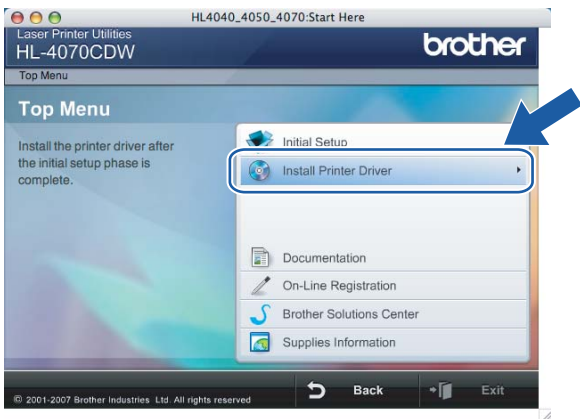 HL4040_4050_4070:Start Here
Laser Printer Utilities
HL-4070CDW
brother
Top Menu
Top Menu
Install the printer driver after
the initial setup phase is
complete.
Initial Setup
Install Printer Driver
Documentation
On-Line Registration
Brother Solutions Center
Supplies Information
© 2001-2007 Brother Industries Ltd. All rights reserved
Back
Exit